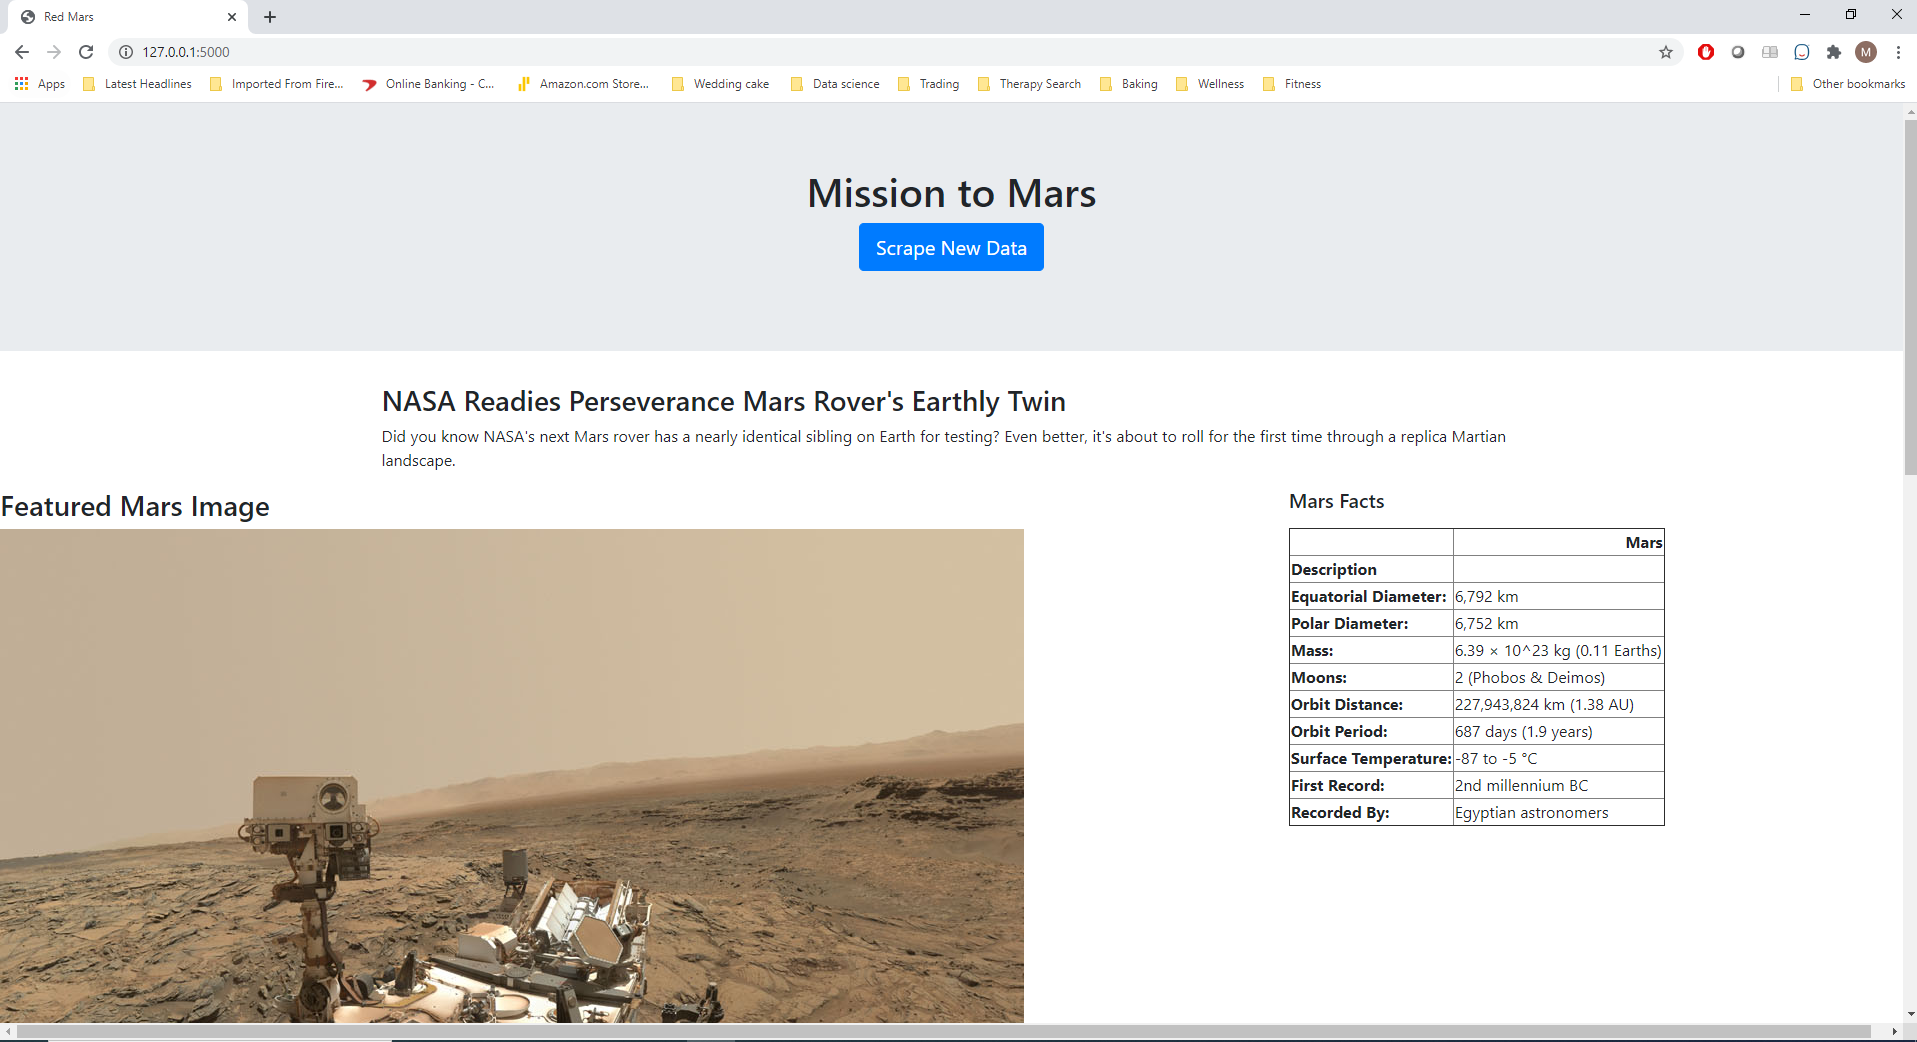 Red Mars
127.0.0.1:5000
M
Apps Latest Headlines Imported From Fire... Online Banking - C... Amazon.com Store... Wedding cake Data science Trading Therapy Search Baking Wellness Fitness Other bookmarks
Mission to Mars
Scrape New Data
NASA Readies Perseverance Mars Rover's Earthly Twin
Did you know NASA's next Mars rover has a nearly identical sibling on Earth for testing? Even better, it's about to roll for the first time through a replica Martian
landscape.
Featured Mars Image
Mars Facts
Mars
Description
Equatorial Diameter: 6,792 km
Polar Diameter: 6,752 km
Mass: 6.39 × 10^23 kg (0.11 Earths)
Moons: 2 (Phobos & Deimos)
Orbit Distance: 227,943,824 km (1.38 AU)
Orbit Period: 687 days (1.9 years)
Surface Temperature: -87 to -5 °C
First Record: 2nd millennium BC
Recorded By: Egyptian astronomers